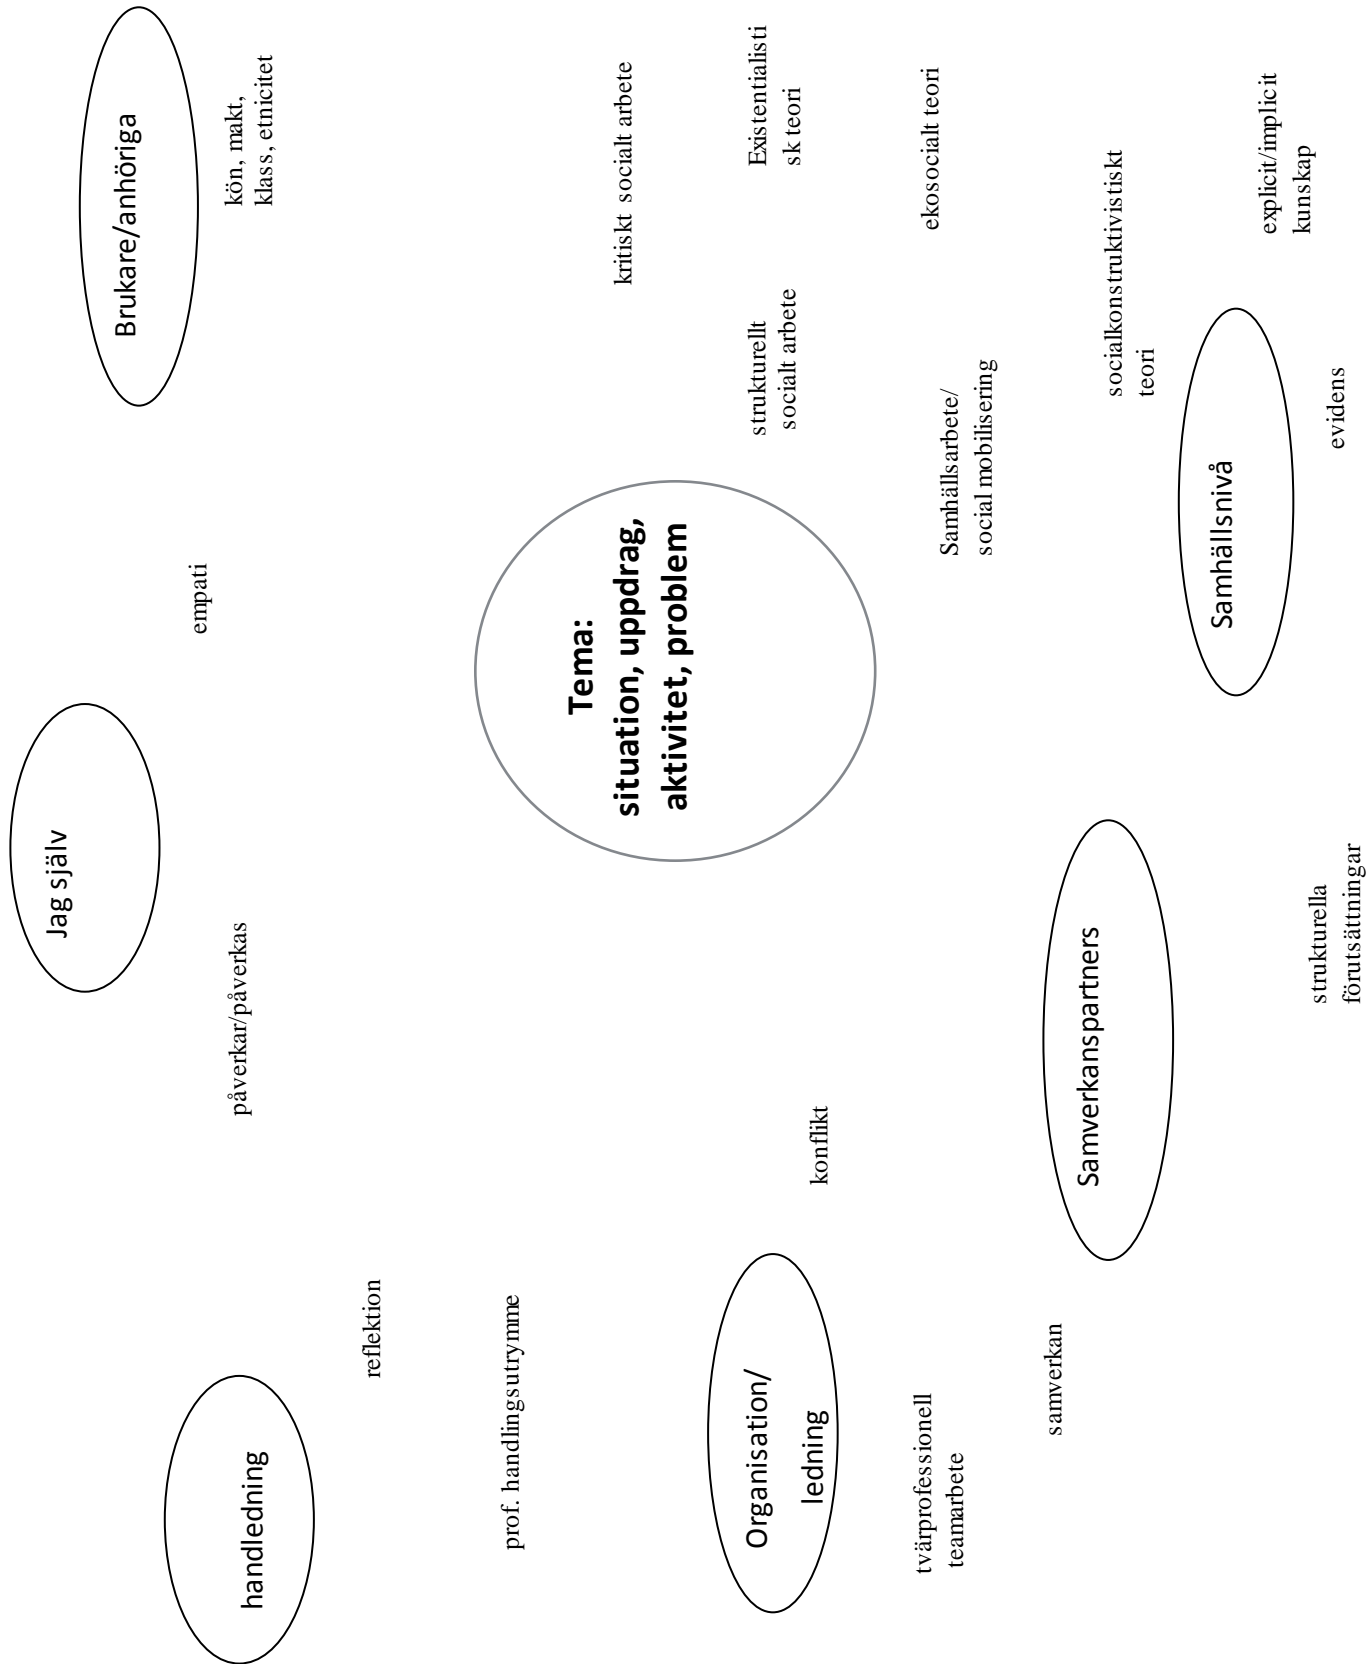 Jag själv
Brukare/anhöriga
handledning
empati
kön, makt,
klass, etnicitet
påverkar/påverkas
reflektion
prof. handlingsutrymme
kritiskt socialt arbete
Tema:
situation, uppdrag,
aktivitet, problem
Organisation/
ledning
konflikt
strukturellt
socialt arbete
Existentialisti
sk teori
tvärprofessionell
teamarbete
Samhällsarbete/
social mobilisering
ekosocialt teori
samverkan
Samverkanspartners
socialkonstruktivistiskt
teori
Samhällsnivå
explicit/implicit
kunskap
strukturella
förutsättningar
evidens